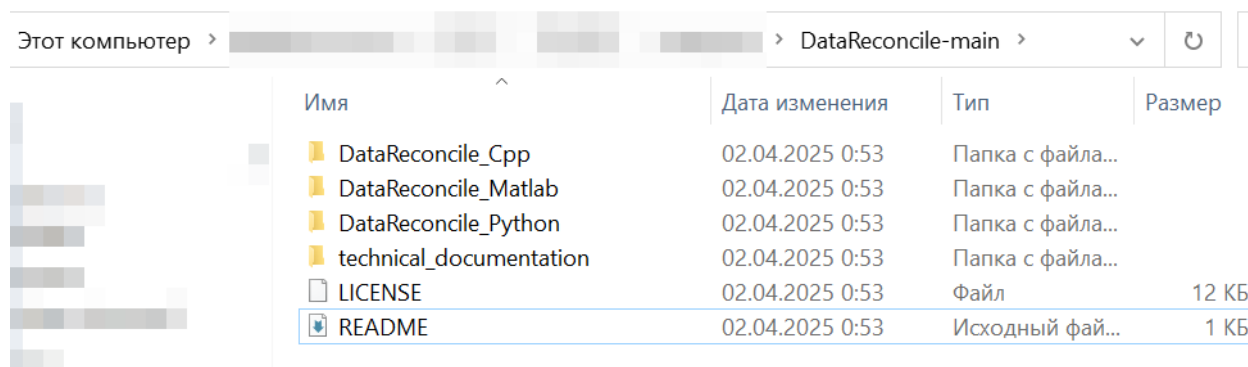 Этот компьютер > > DataReconcile-main >
Имя Дата изменения Тип Размер
DataReconcile_Cpp 02.04.2025 0:53 Папка с файла...
DataReconcile_Matlab 02.04.2025 0:53 Папка с файла...
DataReconcile_Python 02.04.2025 0:53 Папка с файла...
technical_documentation 02.04.2025 0:53 Папка с файла...
LICENSE 02.04.2025 0:53 Файл 12 КБ
README 02.04.2025 0:53 Исходный фай... 1 КБ